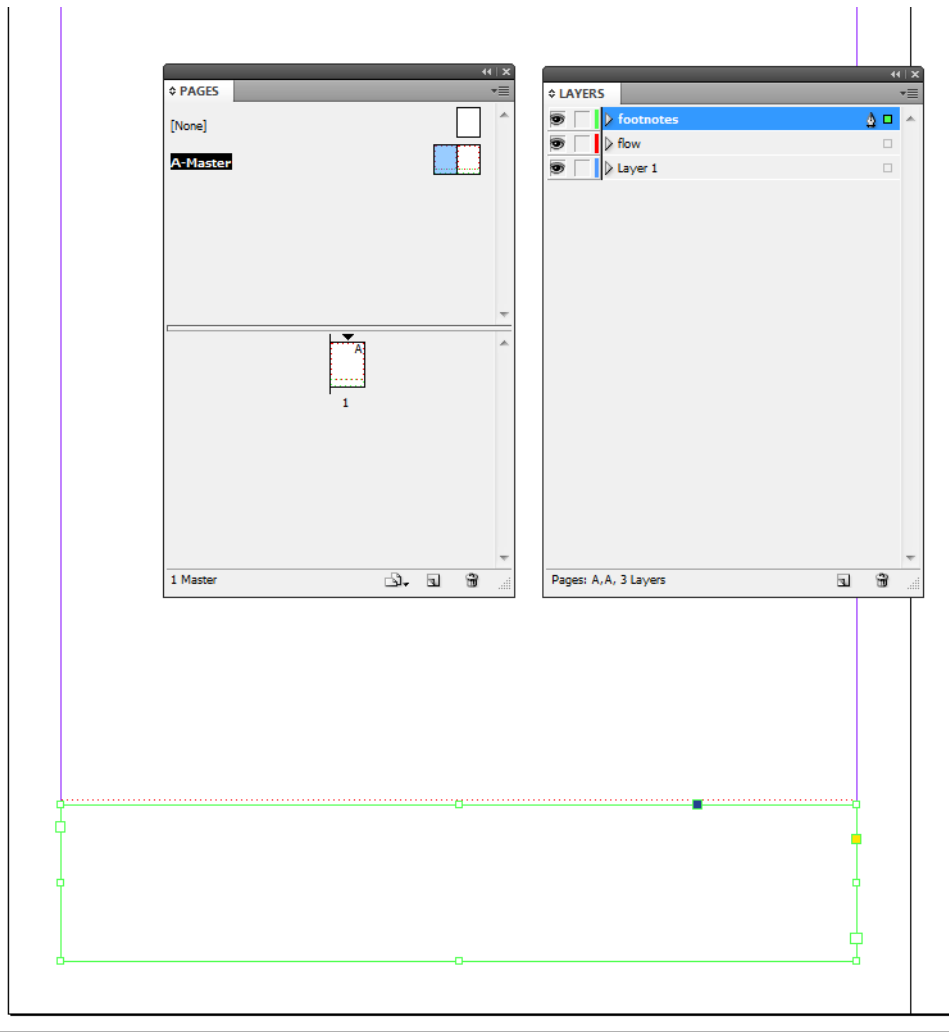 PAGES
[None]
A-Master
A
1
1 Master
LAYERS
footnotes
flow
Layer 1
Pages: A,A, 3 Layers